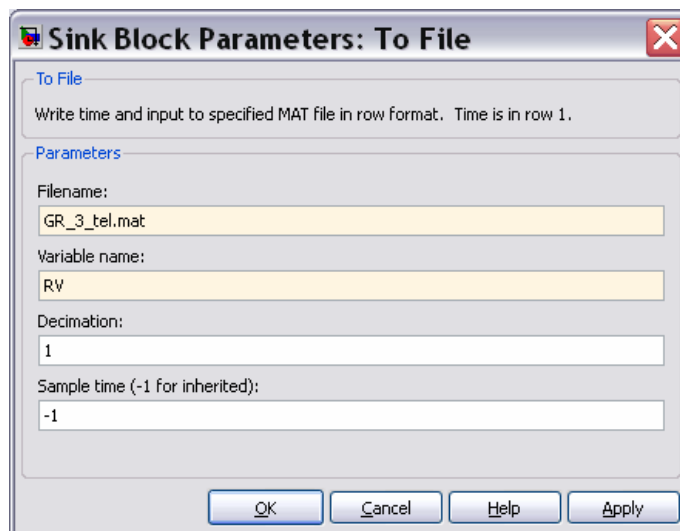 Sink Block Parameters: To File
To File
Write time and input to specified MAT file in row format.  Time is in row 1.
Parameters
Filename:
GR_3_tel.mat
Variable name:
RV
Decimation:
1
Sample time (-1 for inherited):
-1
OK Cancel Help Apply